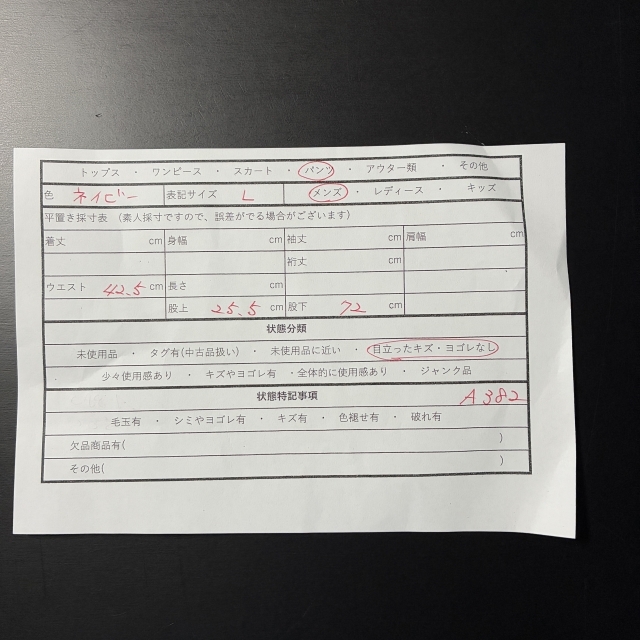 トップス ・ ワンピース ・ スカート ・ パンツ ・ アウター類 ・ その他
色 ネイビー 表記サイズ L メンズ ・ レディース ・ キッズ
平置き採寸表 （素人採寸ですので、誤差がでる場合がございます）
着丈 cm 身幅 cm 袖丈 cm 肩幅 cm
裄丈 cm
ウエスト 42.5 cm 長さ cm
股上 25.5 cm 股下 72 cm
状態分類
未使用品 ・ タグ有(中古品扱い) ・ 未使用品に近い ・ 目立ったキズ・ヨゴレなし
少々使用感あり ・ キズやヨゴレ有 ・全体的に使用感あり ・ ジャンク品
状態特記事項 A382
毛玉有 ・ シミやヨゴレ有 ・ キズ有 ・ 色褪せ有 ・ 破れ有
欠品商品有( )
その他( )